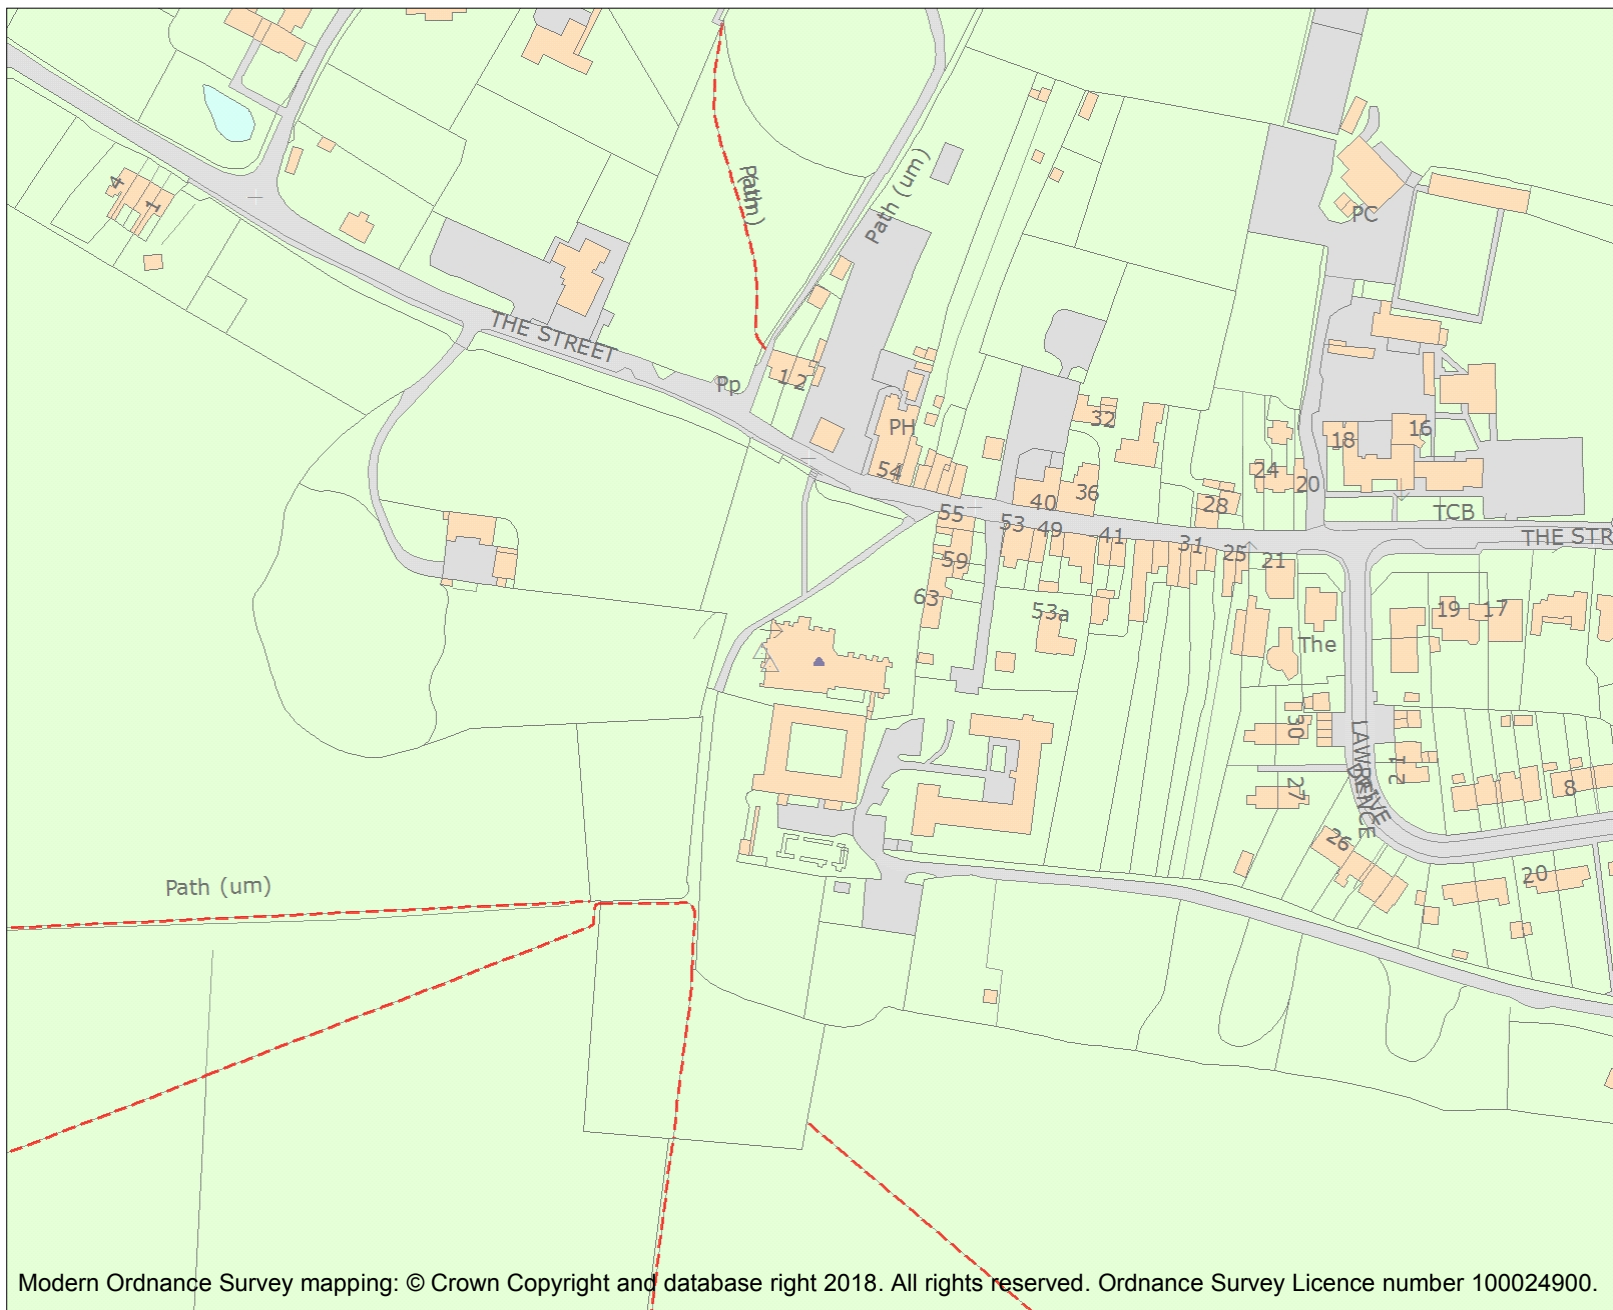 4
1
Path (um)
Path (um)
PC
THE STREET
Pp
1 2
PH
54
32
24
20
18
16
40
36
28
TCB
55
53
49
41
31
25
21
THE STR
59
63
53a
The
19
17
30
27
LAWRENCE
DRIVE
12
8
26
20
Path (um)
Modern Ordnance Survey mapping: © Crown Copyright and database right 2018. All rights reserved. Ordnance Survey Licence number 100024900.